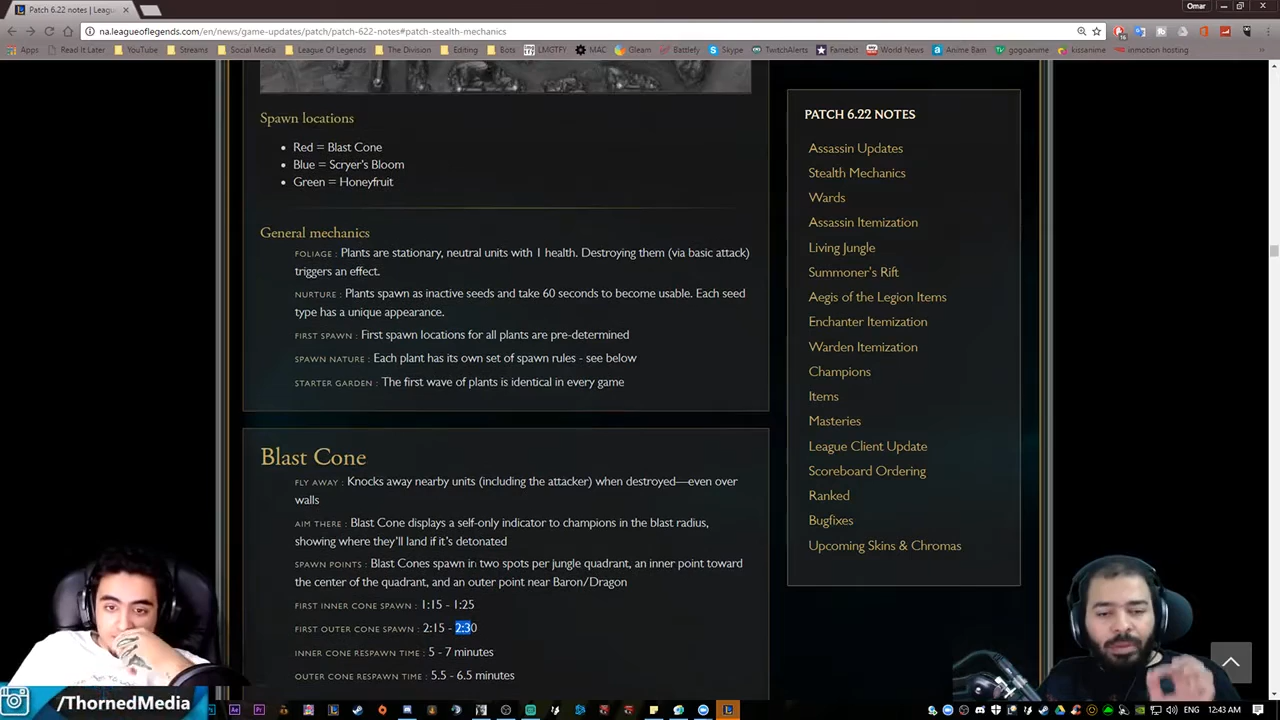 Patch 6.22 notes | Leagu
Omar
na.leagueoflegends.com/en/news/game-updates/patch/patch-622-notes#patch-stealth-mechanics
Apps Read it Later YouTube Streams Social Media League Of Legends The Division Editing Bots LMGTFY MAC Gleam Battlefy Skype TwitchAlerts Famebit World News Anime Bam gogoanime kissanime inmotion hosting
Spawn locations
Red = Blast Cone
Blue = Scryer's Bloom
Green = Honeyfruit
General mechanics
FOLIAGE : Plants are stationary, neutral units with 1 health. Destroying them (via basic attack)
triggers an effect.
NURTURE : Plants spawn as inactive seeds and take 60 seconds to become usable. Each seed
type has a unique appearance.
FIRST SPAWN : First spawn locations for all plants are pre-determined
SPAWN NATURE : Each plant has its own set of spawn rules - see below
STARTER GARDEN : The first wave of plants is identical in every game
Blast Cone
FLY AWAY : Knocks away nearby units (including the attacker) when destroyed—even over
walls
AIM THERE : Blast Cone displays a self-only indicator to champions in the blast radius,
showing where they'll land if it's detonated
SPAWN POINTS : Blast Cones spawn in two spots per jungle quadrant, an inner point toward
the center of the quadrant, and an outer point near Baron/Dragon
FIRST INNER CONE SPAWN : 1:15 - 1:25
FIRST OUTER CONE SPAWN : 2:15 - 2:30
INNER CONE RESPAWN TIME : 5 - 7 minutes
OUTER CONE RESPAWN TIME : 5.5 - 6.5 minutes
PATCH 6.22 NOTES
Assassin Updates
Stealth Mechanics
Wards
Assassin Itemization
Living Jungle
Summoner's Rift
Aegis of the Legion Items
Enchanter Itemization
Warden Itemization
Champions
Items
Masteries
League Client Update
Scoreboard Ordering
Ranked
Bugfixes
Upcoming Skins & Chromas
/ThornedMedia
12:43 AM